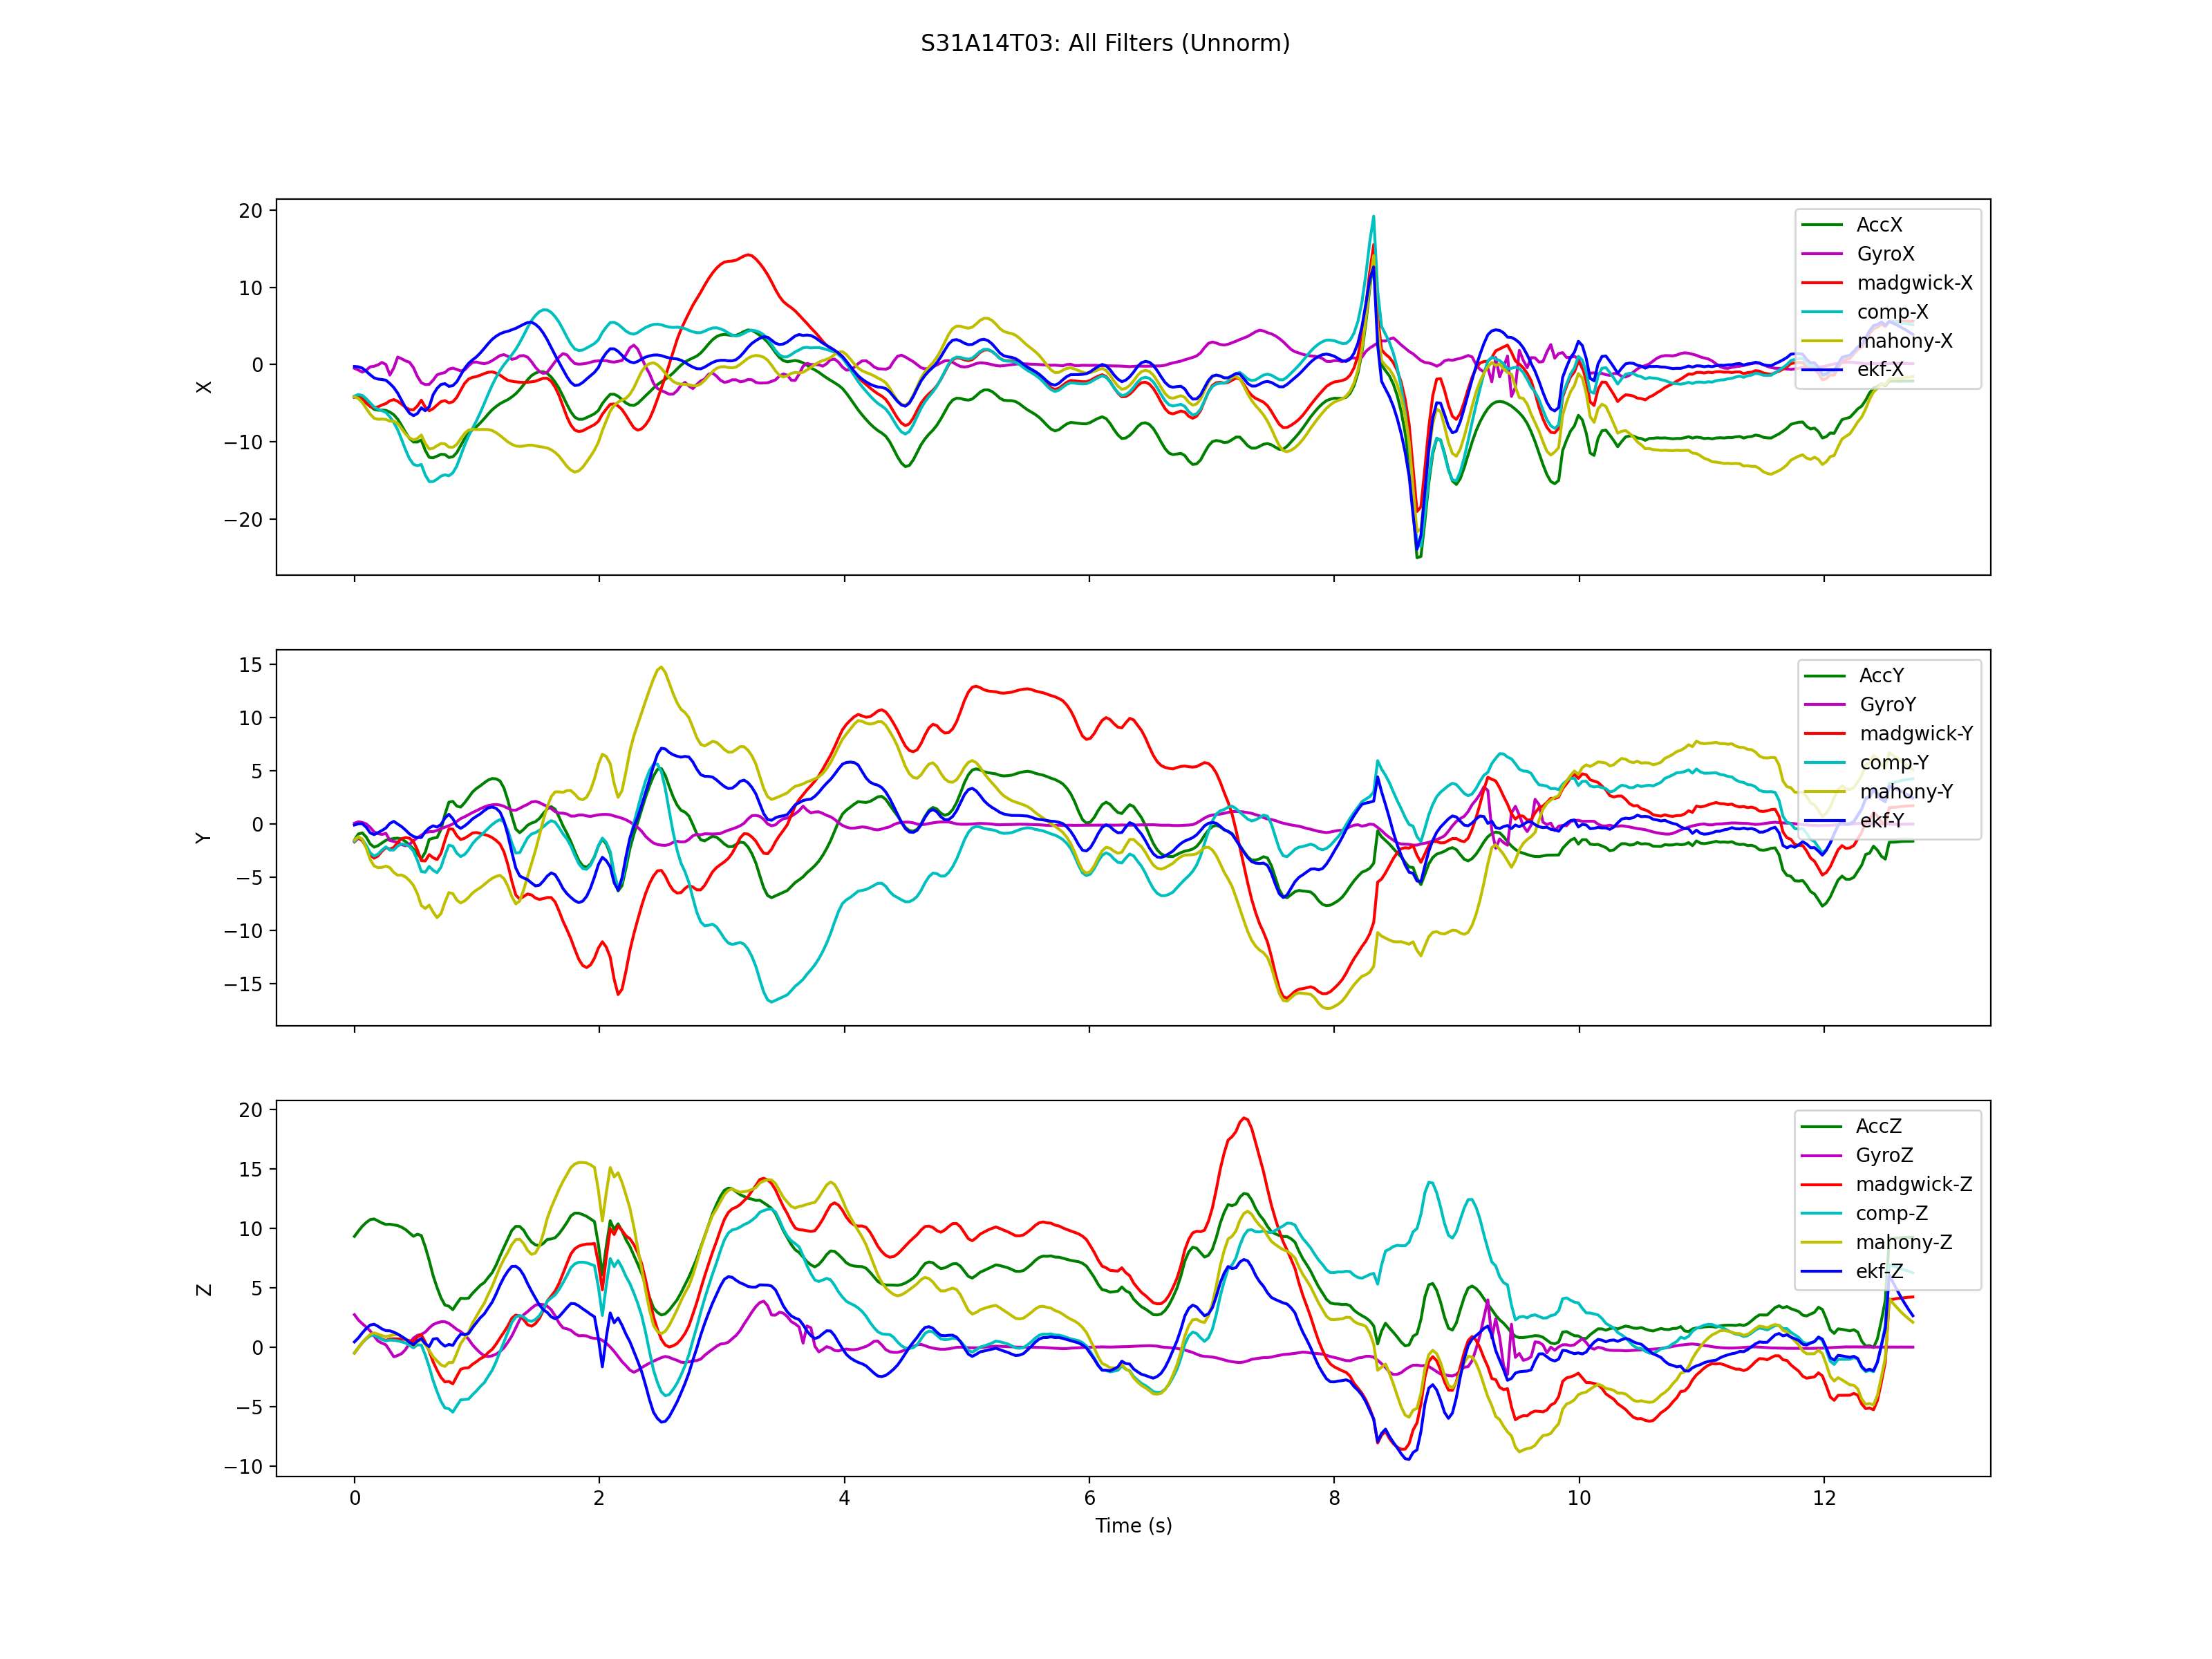 S31A14T03: All Filters (Unnorm)
20
10
0
−10
−20
X
AccX
GyroX
madgwick-X
comp-X
mahony-X
ekf-X
15
10
5
0
−5
−10
−15
Y
AccY
GyroY
madgwick-Y
comp-Y
mahony-Y
ekf-Y
20
15
10
5
0
−5
−10
Z
AccZ
GyroZ
madgwick-Z
comp-Z
mahony-Z
ekf-Z
0 2 4 6 8 10 12
Time (s)